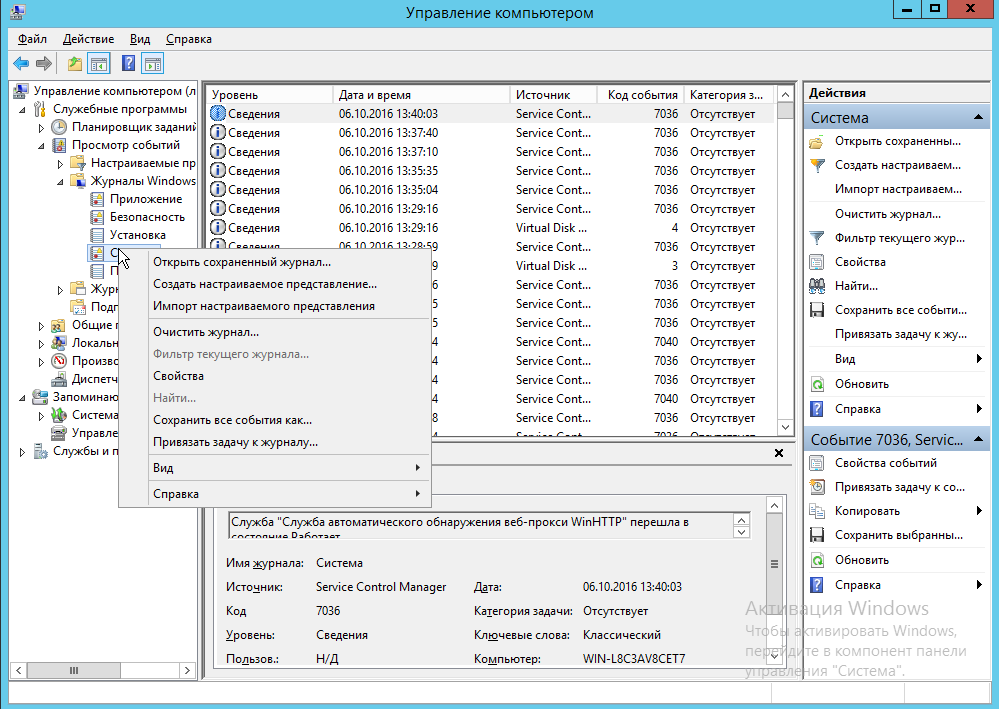 Управление компьютером
Файл Действие Вид Справка
Управление компьютером (л
Служебные программы
Планировщик заданий
Просмотр событий
Настраиваемые пр
Журналы Windows
Приложение
Безопасность
Установка
Журн
Подп
Общие п
Локальн
Произво
Диспетч
Запоминаю
Система
Управле
Службы и п
Уровень Дата и время Источник Код события Категория з...
Сведения 06.10.2016 13:40:03 Service Cont... 7036 Отсутствует
Сведения 06.10.2016 13:37:40 Service Cont... 7036 Отсутствует
Сведения 06.10.2016 13:37:10 Service Cont... 7036 Отсутствует
Сведения 06.10.2016 13:35:35 Service Cont... 7036 Отсутствует
Сведения 06.10.2016 13:35:04 Service Cont... 7036 Отсутствует
Сведения 06.10.2016 13:29:16 Service Cont... 7036 Отсутствует
Сведения 06.10.2016 13:29:16 Virtual Disk ... 4 Отсутствует
Сведения 06.10.2016 13:28:59 Service Cont... 7036 Отсутствует
9 Virtual Disk ... 3 Отсутствует
6 Service Cont... 7036 Отсутствует
5 Service Cont... 7036 Отсутствует
5 Service Cont... 7036 Отсутствует
4 Service Cont... 7040 Отсутствует
4 Service Cont... 7036 Отсутствует
4 Service Cont... 7036 Отсутствует
4 Service Cont... 7040 Отсутствует
8 Service Cont... 7036 Отсутствует
4 Service Cont... 7036 Отсутствует
Открыть сохраненный журнал...
Создать настраиваемое представление...
Импорт настраиваемого представления
Очистить журнал...
Фильтр текущего журнала...
Свойства
Найти...
Сохранить все события как...
Привязать задачу к журналу...
Вид
Справка
Служба "Служба автоматического обнаружения веб-прокси WinHTTP" перешла в
состояние Работает
Имя журнала: Система
Источник: Service Control Manager Дата: 06.10.2016 13:40:03
Код 7036 Категория задачи: Отсутствует
Уровень: Сведения Ключевые слова: Классический
Пользов.: Н/Д Компьютер: WIN-L8C3AV8CET7
Действия
Система
Открыть сохраненны...
Создать настраиваем...
Импорт настраиваем...
Очистить журнал...
Фильтр текущего жур...
Свойства
Найти...
Сохранить все событи...
Привязать задачу к жу...
Вид
Обновить
Справка
Событие 7036, Servic...
Свойства событий
Привязать задачу к со...
Копировать
Сохранить выбранны...
Обновить
Справка
Активация Windows
Чтобы активировать Windows,
перейдите в компонент панели
управления "Система".